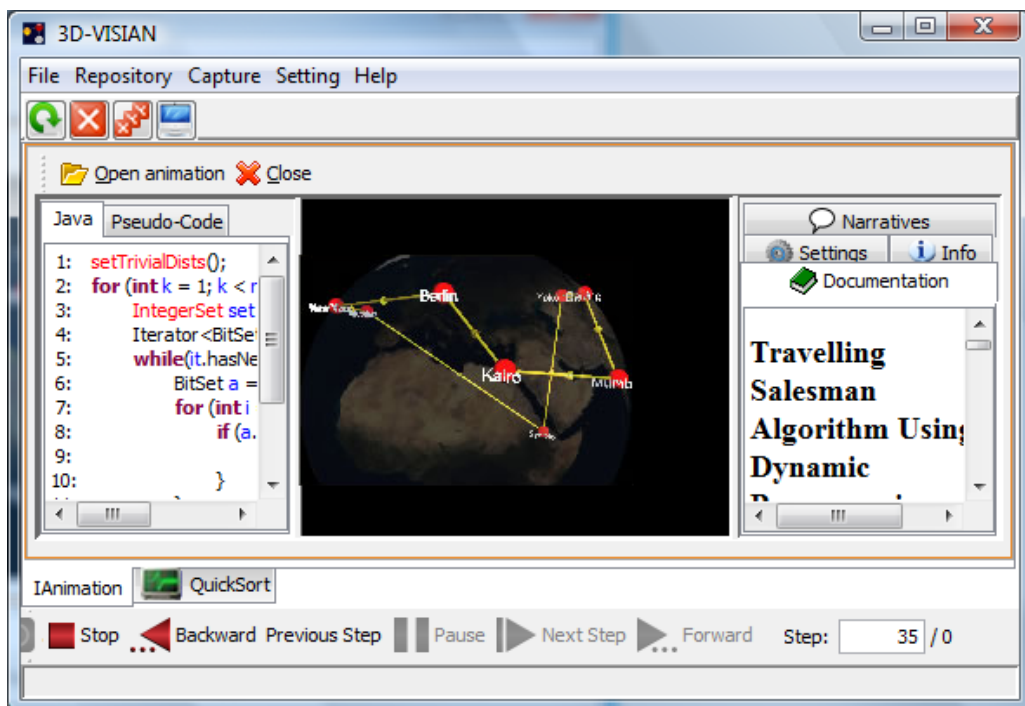 3D-VISIAN
File Repository Capture Setting Help
Open animation Close
Java Pseudo-Code
1: setTrivialDists();
2: for (int k = 1; k < r
3: IntegerSet set
4: Iterator<BitSe
5: while(it.hasNe
6: BitSet a =
7: for (int i
8: if (a.
9:
10: }
Berlin
Kairo
Mumb
Narratives
Settings Info
Documentation
Travelling
Salesman
Algorithm Using
Dynamic
IAnimation QuickSort
Stop Backward Previous Step Pause Next Step Forward Step: 35 / 0